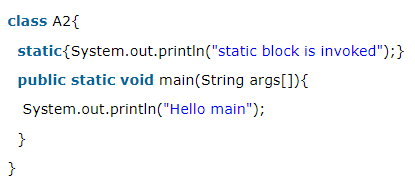 class A2{
static{System.out.println("static block is invoked");}
public static void main(String args[]){
System.out.println("Hello main");
}
}